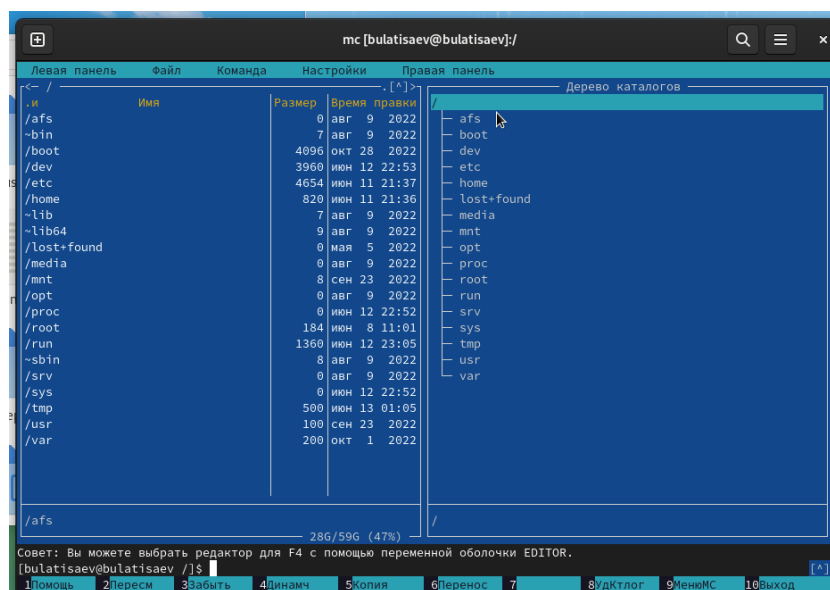 mc [bulatisaev@bulatisaev]:/
Левая панель Файл Команда Настройки Правая панель
<— / .[^]> Дерево каталогов
.и Имя Размер Время правки /
/afs 0 авг 9 2022 afs
~bin 7 авг 9 2022 boot
/boot 4096 окт 28 2022 dev
/dev 3960 июн 12 22:53 etc
/etc 4654 июн 11 21:37 home
/home 820 июн 11 21:36 lost+found
~lib 7 авг 9 2022 media
~lib64 9 авг 9 2022 mnt
/lost+found 0 мая 5 2022 opt
/media 0 авг 9 2022 proc
/mnt 8 сен 23 2022 root
/opt 0 авг 9 2022 run
/proc 0 июн 12 22:52 srv
/root 184 июн 8 11:01 sys
/run 1360 июн 12 23:05 tmp
~sbin 8 авг 9 2022 usr
/srv 0 авг 9 2022 var
/sys 0 июн 12 22:52
/tmp 500 июн 13 01:05
/usr 100 сен 23 2022
/var 200 окт 1 2022
/afs /
28G/59G (47%)
Совет: Вы можете выбрать редактор для F4 с помощью переменной оболочки EDITOR.
[bulatisaev@bulatisaev /]$ [^]
1Помощь 2Пересм 3Забыть 4Динамч 5Копия 6Перенос 7 8УдКтлог 9МенюМС 10Выход